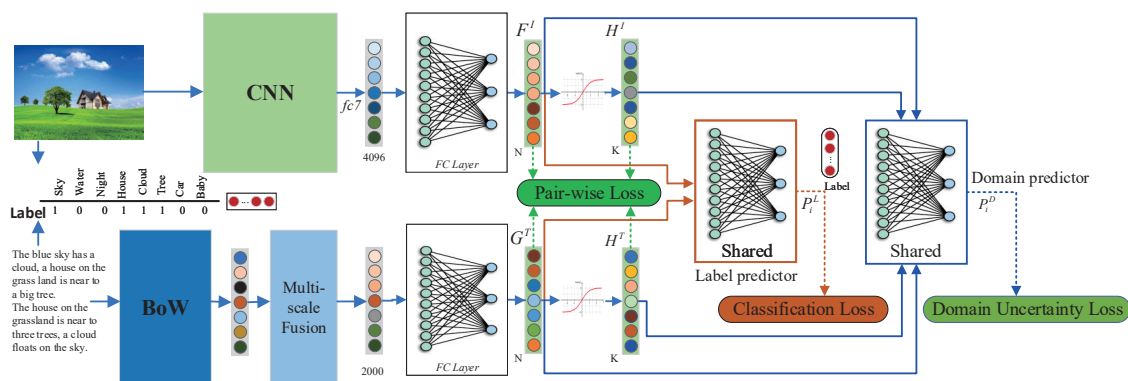 CNN
fc7
4096
FC Layer
F^I
N
H^I
K
Sky Water Night House Cloud Tree Car Baby
Label 1 0 0 1 1 1 0 0
...
The blue sky has a
cloud, a house on the
grass land is near to
a big tree.
The house on the
grassland is near to
three trees, a cloud
floats on the sky.
BoW
Multi-
scale
Fusion
2000
FC Layer
G^T
N
H^T
K
Pair-wise Loss
Shared
Label predictor
...
Label
P_i^L
Classification Loss
Shared
Domain predictor
P_i^D
Domain Uncertainty Loss